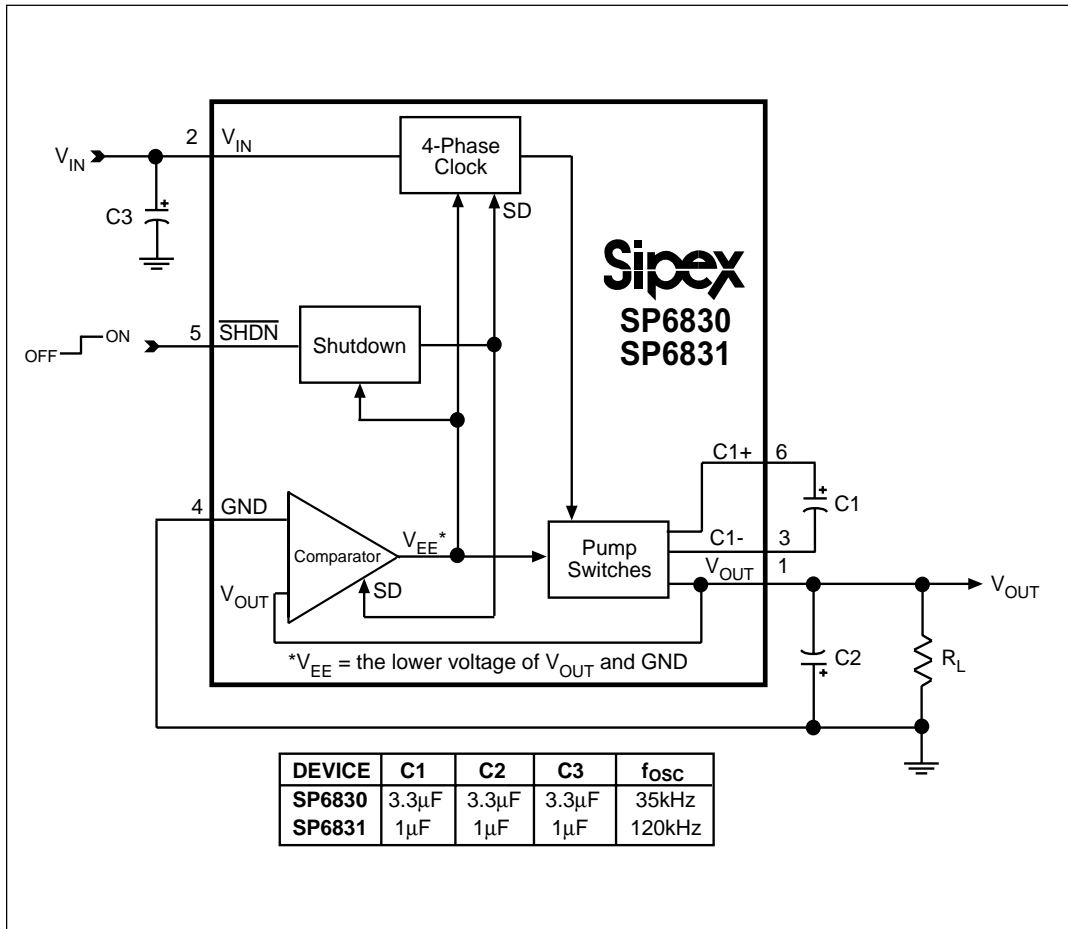 2 V_IN
4-Phase
Clock
V_IN
+
C3
SD
Sipex
SP6830
SP6831
5 SHDN
ON
OFF
Shutdown
C1+ 6
+
C1
4 GND
Comparator
V_EE*
Pump
Switches
C1- 3
V_OUT 1
V_OUT
V_OUT
SD
*V_EE = the lower voltage of V_OUT and GND
C2
+
R_L
DEVICE C1 C2 C3 fosc
SP6830 3.3μF 3.3μF 3.3μF 35kHz
SP6831 1μF 1μF 1μF 120kHz